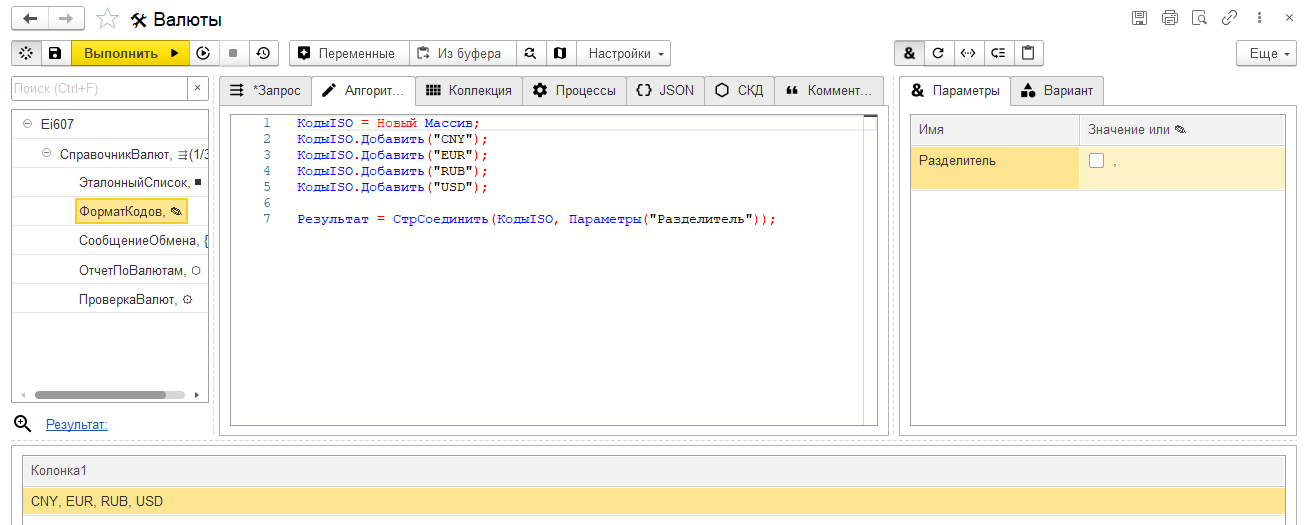 Валюты
Выполнить
Переменные
Из буфера
Настройки
Еще
Поиск (Ctrl+F)
×
Ei607
СправочникВалют, (1/3
ЭталонныйСписок,
ФорматКодов,
СообщениеОбмена, {
ОтчетПоВалютам,
ПроверкаВалют,
Результат:
*Запрос
Алгорит...
Коллекция
Процессы
{} JSON
СКД
Коммент...
1 КодыISO = Новый Массив;
2 КодыISO.Добавить("CNY");
3 КодыISO.Добавить("EUR");
4 КодыISO.Добавить("RUB");
5 КодыISO.Добавить("USD");
6
7 Результат = СтрСоединить(КодыISO, Параметры("Разделитель"));
& Параметры
Вариант
Имя
Значение или
Разделитель
,
Колонка1
CNY, EUR, RUB, USD